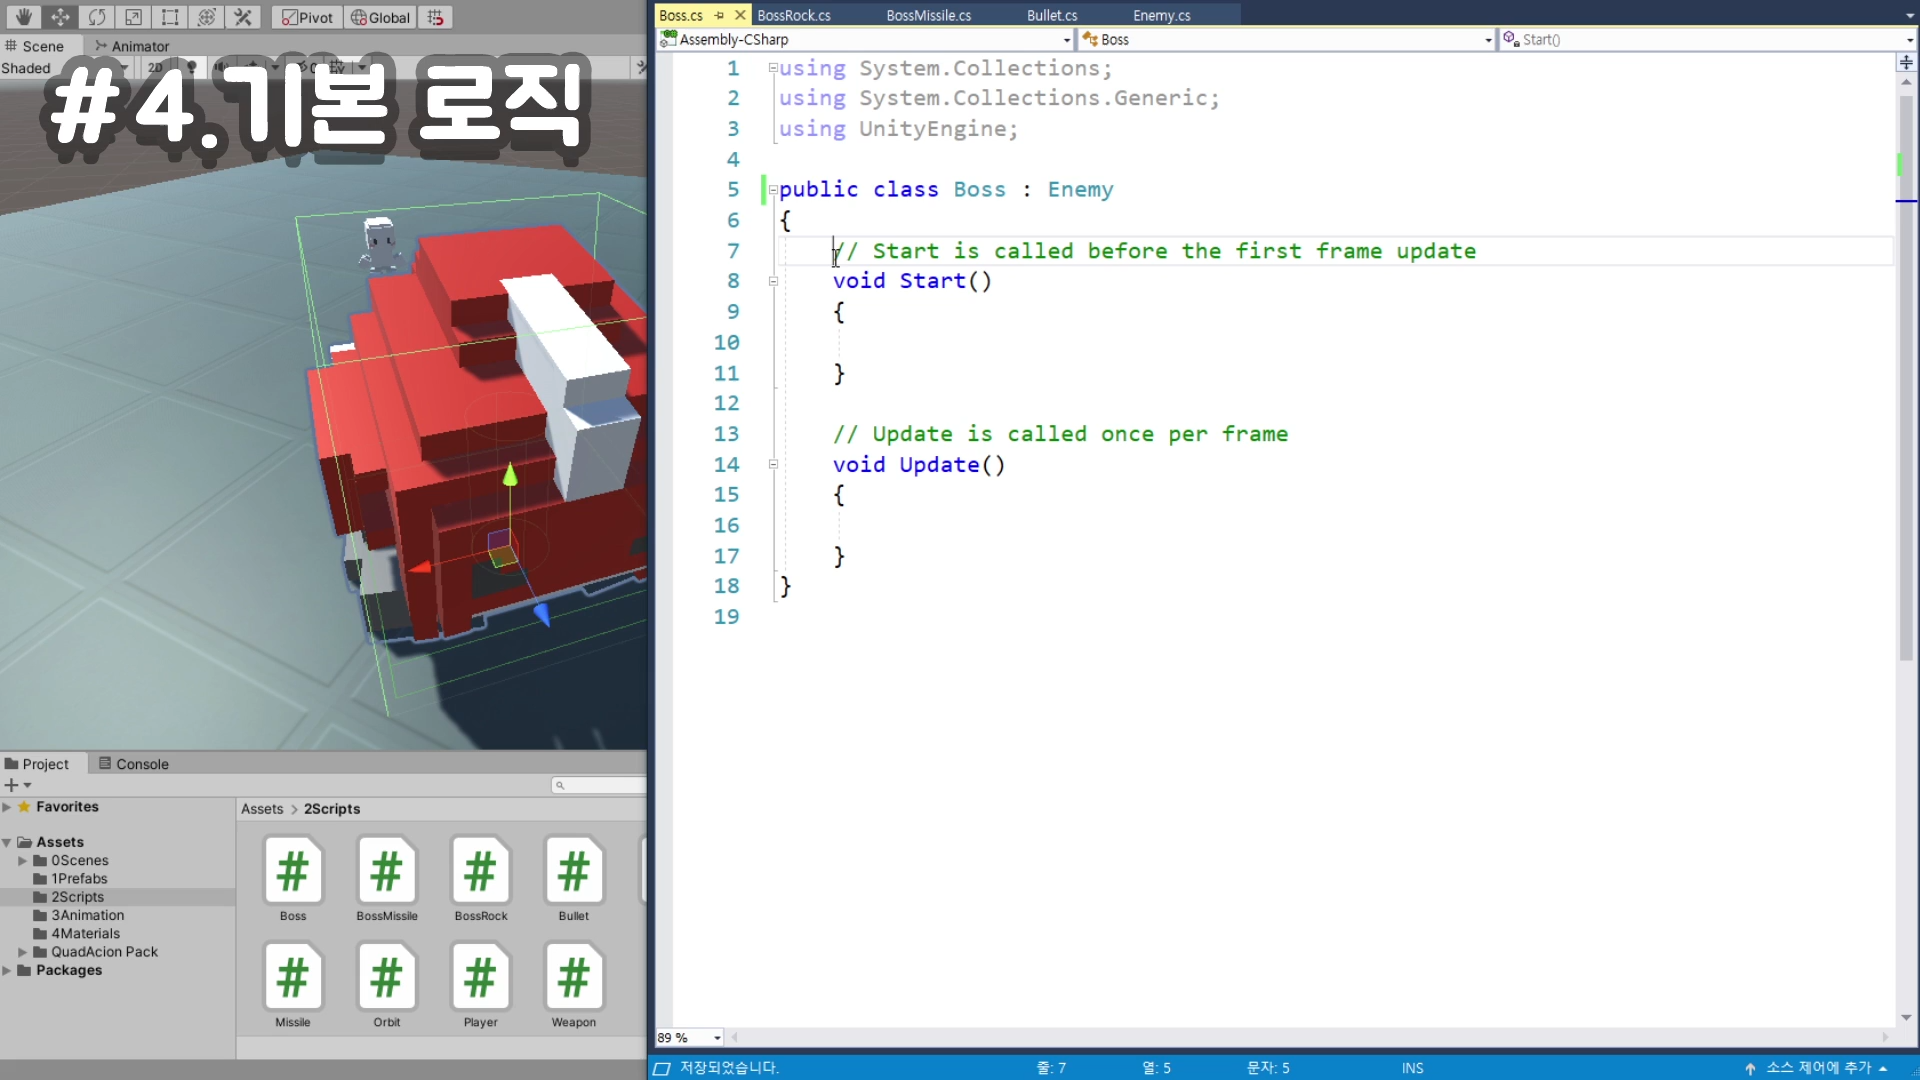 Pivot
Global
Scene
Animator
Shaded
2D
#4.기본 로직
Project
Console
Favorites
Assets
0Scenes
1Prefabs
2Scripts
3Animation
4Materials
QuadAcion Pack
Packages
Assets > 2Scripts
Boss
BossMissile
BossRock
Bullet
Missile
Orbit
Player
Weapon
Boss.cs
BossRock.cs
BossMissile.cs
Bullet.cs
Enemy.cs
Assembly-CSharp
Boss
Start()
1 using System.Collections;
2 using System.Collections.Generic;
3 using UnityEngine;
4
5 public class Boss : Enemy
6 {
7 // Start is called before the first frame update
8 void Start()
9 {
10
11 }
12
13 // Update is called once per frame
14 void Update()
15 {
16
17 }
18 }
19
89 %
저장되었습니다.
줄: 7
열: 5
문자: 5
INS
소스 제어에 추가